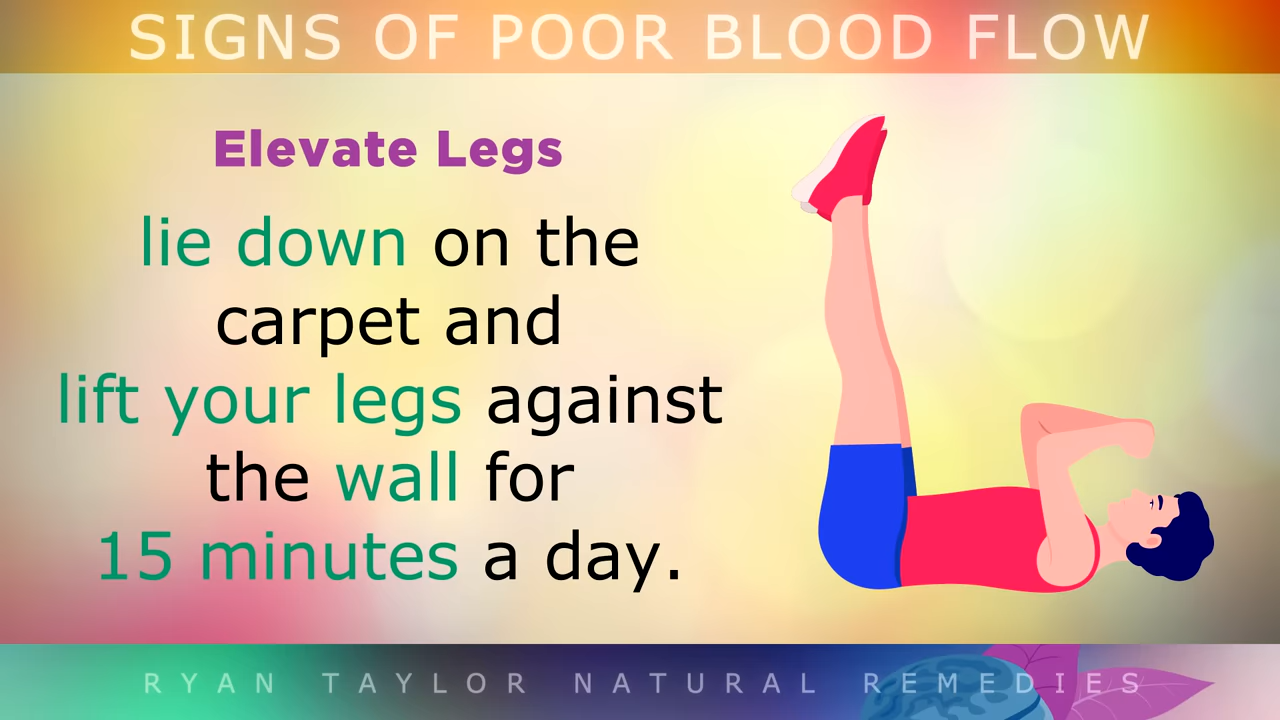 SIGNS OF POOR BLOOD FLOW
Elevate Legs
lie down on the
carpet and
lift your legs against
the wall for
15 minutes a day.
RYAN TAYLOR NATURAL REMEDIES